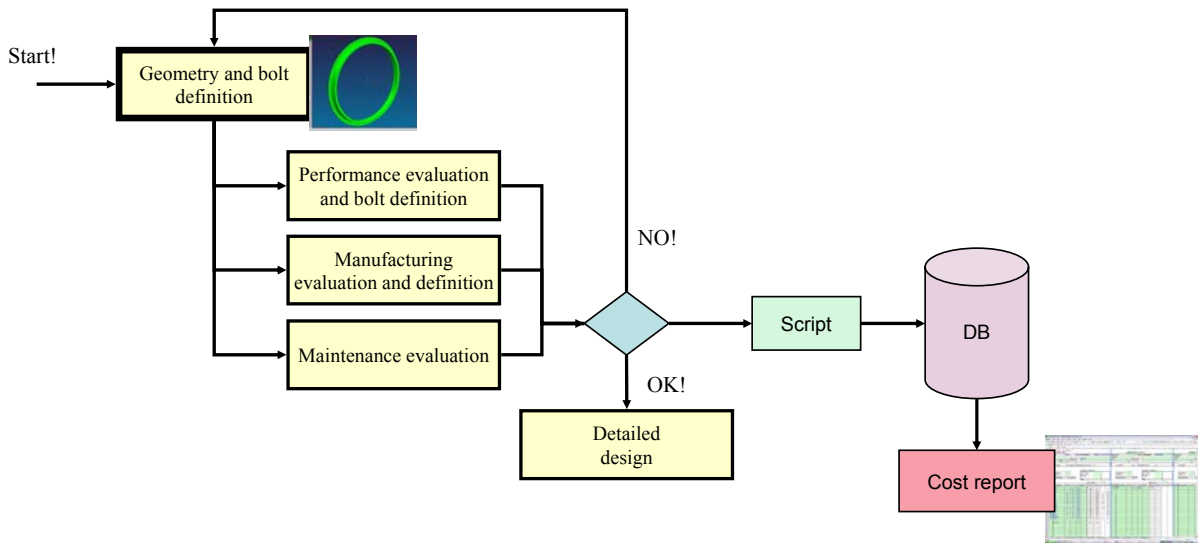 Start!
Geometry and bolt
definition
Performance evaluation
and bolt definition
Manufacturing
evaluation and definition
Maintenance evaluation
NO!
OK!
Script
DB
Detailed
design
Cost report